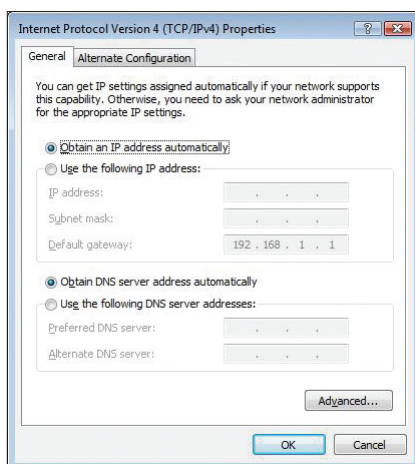 Internet Protocol Version 4 (TCP/IPv4) Properties
General
Alternate Configuration
You can get IP settings assigned automatically if your network supports
this capability. Otherwise, you need to ask your network administrator
for the appropriate IP settings.
Obtain an IP address automatically
Use the following IP address:
IP address:
Subnet mask:
Default gateway: 192 . 168 . 1 . 1
Obtain DNS server address automatically
Use the following DNS server addresses:
Preferred DNS server:
Alternate DNS server:
Advanced...
OK Cancel